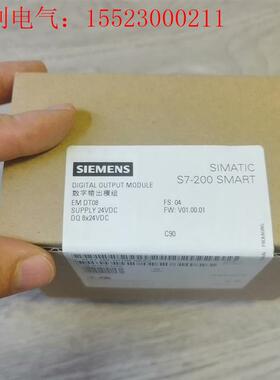 利电气：15523000211
SIEMENS
SIMATIC
S7-200 SMART
DIGITAL OUTPUT MODULE
数字输出模组
EM DT08
SUPPLY 24VDC
DQ 8x24VDC
FS: 04
FW: V01.00.01
C90